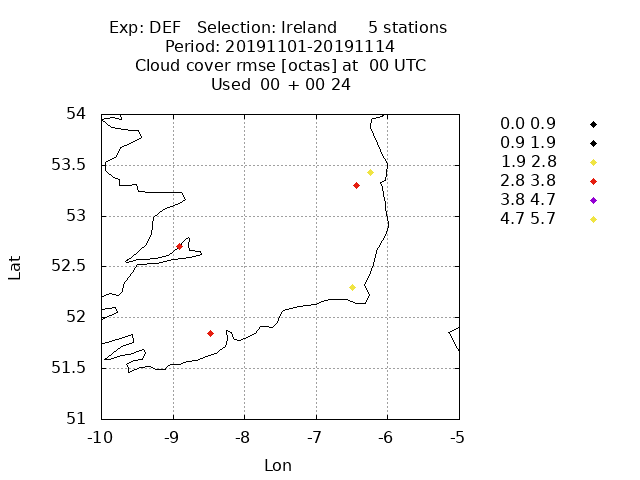 Exp: DEF Selection: Ireland 5 stations
Period: 20191101-20191114
Cloud cover rmse [octas] at 00 UTC
Used 00 + 00 24
54
53.5
53
52.5
52
51.5
51
Lat
-10 -9 -8 -7 -6 -5
Lon
0.0 0.9
0.9 1.9
1.9 2.8
2.8 3.8
3.8 4.7
4.7 5.7